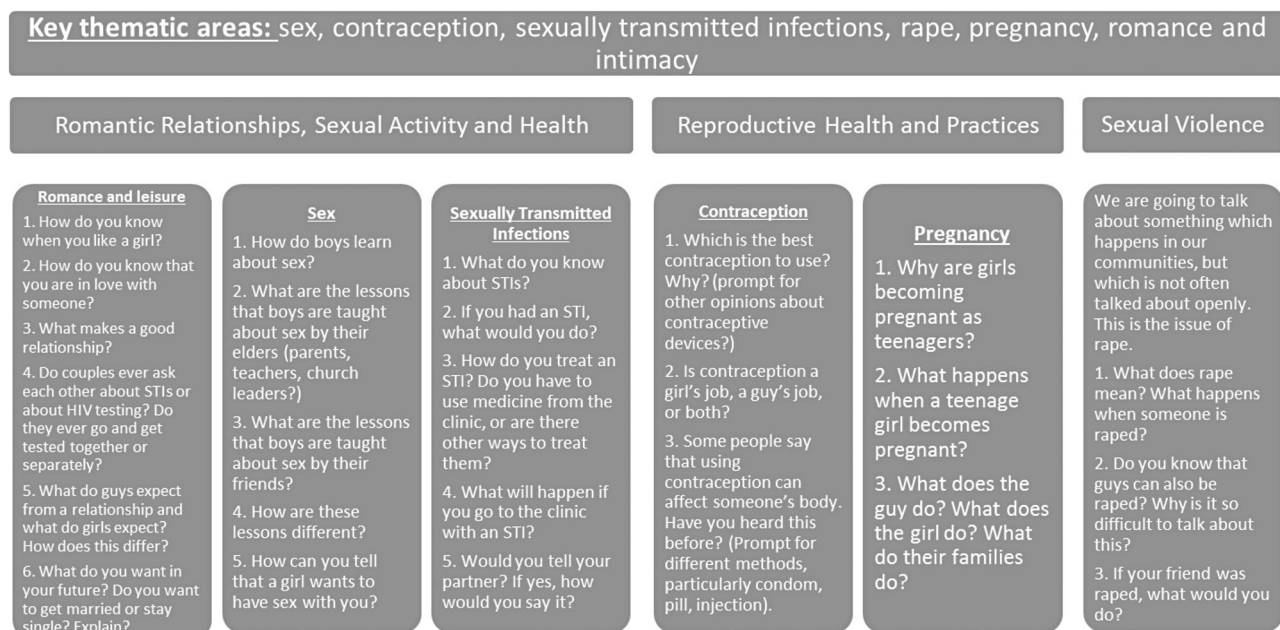 Key thematic areas: sex, contraception, sexually transmitted infections, rape, pregnancy, romance and
intimacy
Romantic Relationships, Sexual Activity and Health
Reproductive Health and Practices
Sexual Violence
Romance and leisure
1. How do you know
when you like a girl?
2. How do you know that
you are in love with
someone?
3. What makes a good
relationship?
4. Do couples ever ask
each other about STIs or
about HIV testing? Do
they ever go and get
tested together or
separately?
5. What do guys expect
from a relationship and
what do girls expect?
How does this differ?
6. What do you want in
your future? Do you want
to get married or stay
single? Explain?
Sex
1. How do boys learn
about sex?
2. What are the lessons
that boys are taught
about sex by their
elders (parents,
teachers, church
leaders?)
3. What are the lessons
that boys are taught
about sex by their
friends?
4. How are these
lessons different?
5. How can you tell
that a girl wants to
have sex with you?
Sexually Transmitted
Infections
1. What do you know
about STIs?
2. If you had an STI,
what would you do?
3. How do you treat an
STI? Do you have to
use medicine from the
clinic, or are there
other ways to treat
them?
4. What will happen if
you go to the clinic
with an STI?
5. Would you tell your
partner? If yes, how
would you say it?
Contraception
1. Which is the best
contraception to use?
Why? (prompt for
other opinions about
contraceptive
devices?)
2. Is contraception a
girl's job, a guy's job,
or both?
3. Some people say
that using
contraception can
affect someone's body.
Have you heard this
before? (Prompt for
different methods,
particularly condom,
pill, injection).
Pregnancy
1. Why are girls
becoming
pregnant as
teenagers?
2. What happens
when a teenage
girl becomes
pregnant?
3. What does the
guy do? What does
the girl do? What
do their families
do?
We are going to talk
about something which
happens in our
communities, but
which is not often
talked about openly.
This is the issue of
rape.
1. What does rape
mean? What happens
when someone is
raped?
2. Do you know that
guys can also be
raped? Why is it so
difficult to talk about
this?
3. If your friend was
raped, what would you
do?